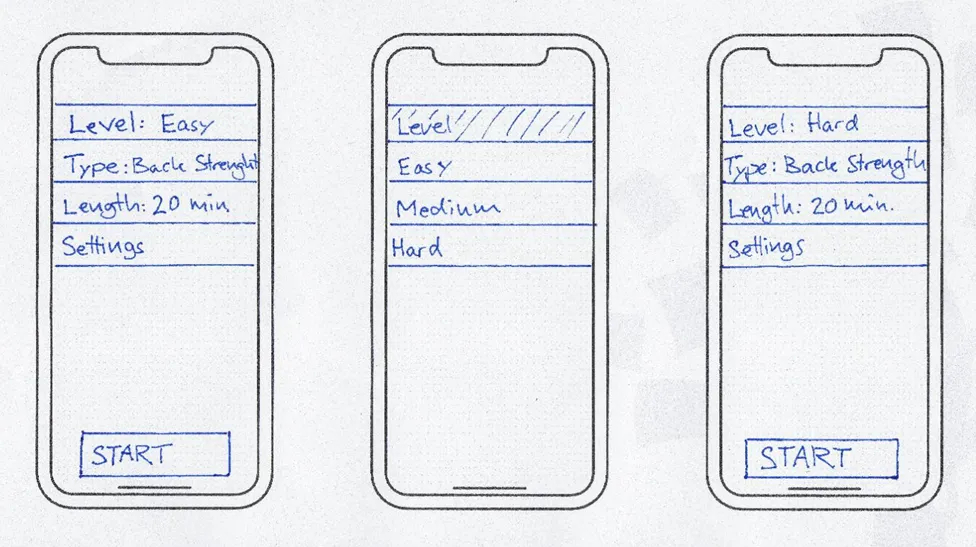 Level: Easy
Type: Back Strenght
Length: 20 min
Settings
START
Level
Easy
Medium
Hard
Level: Hard
Type: Back Strength
Length: 20 min.
Settings
START